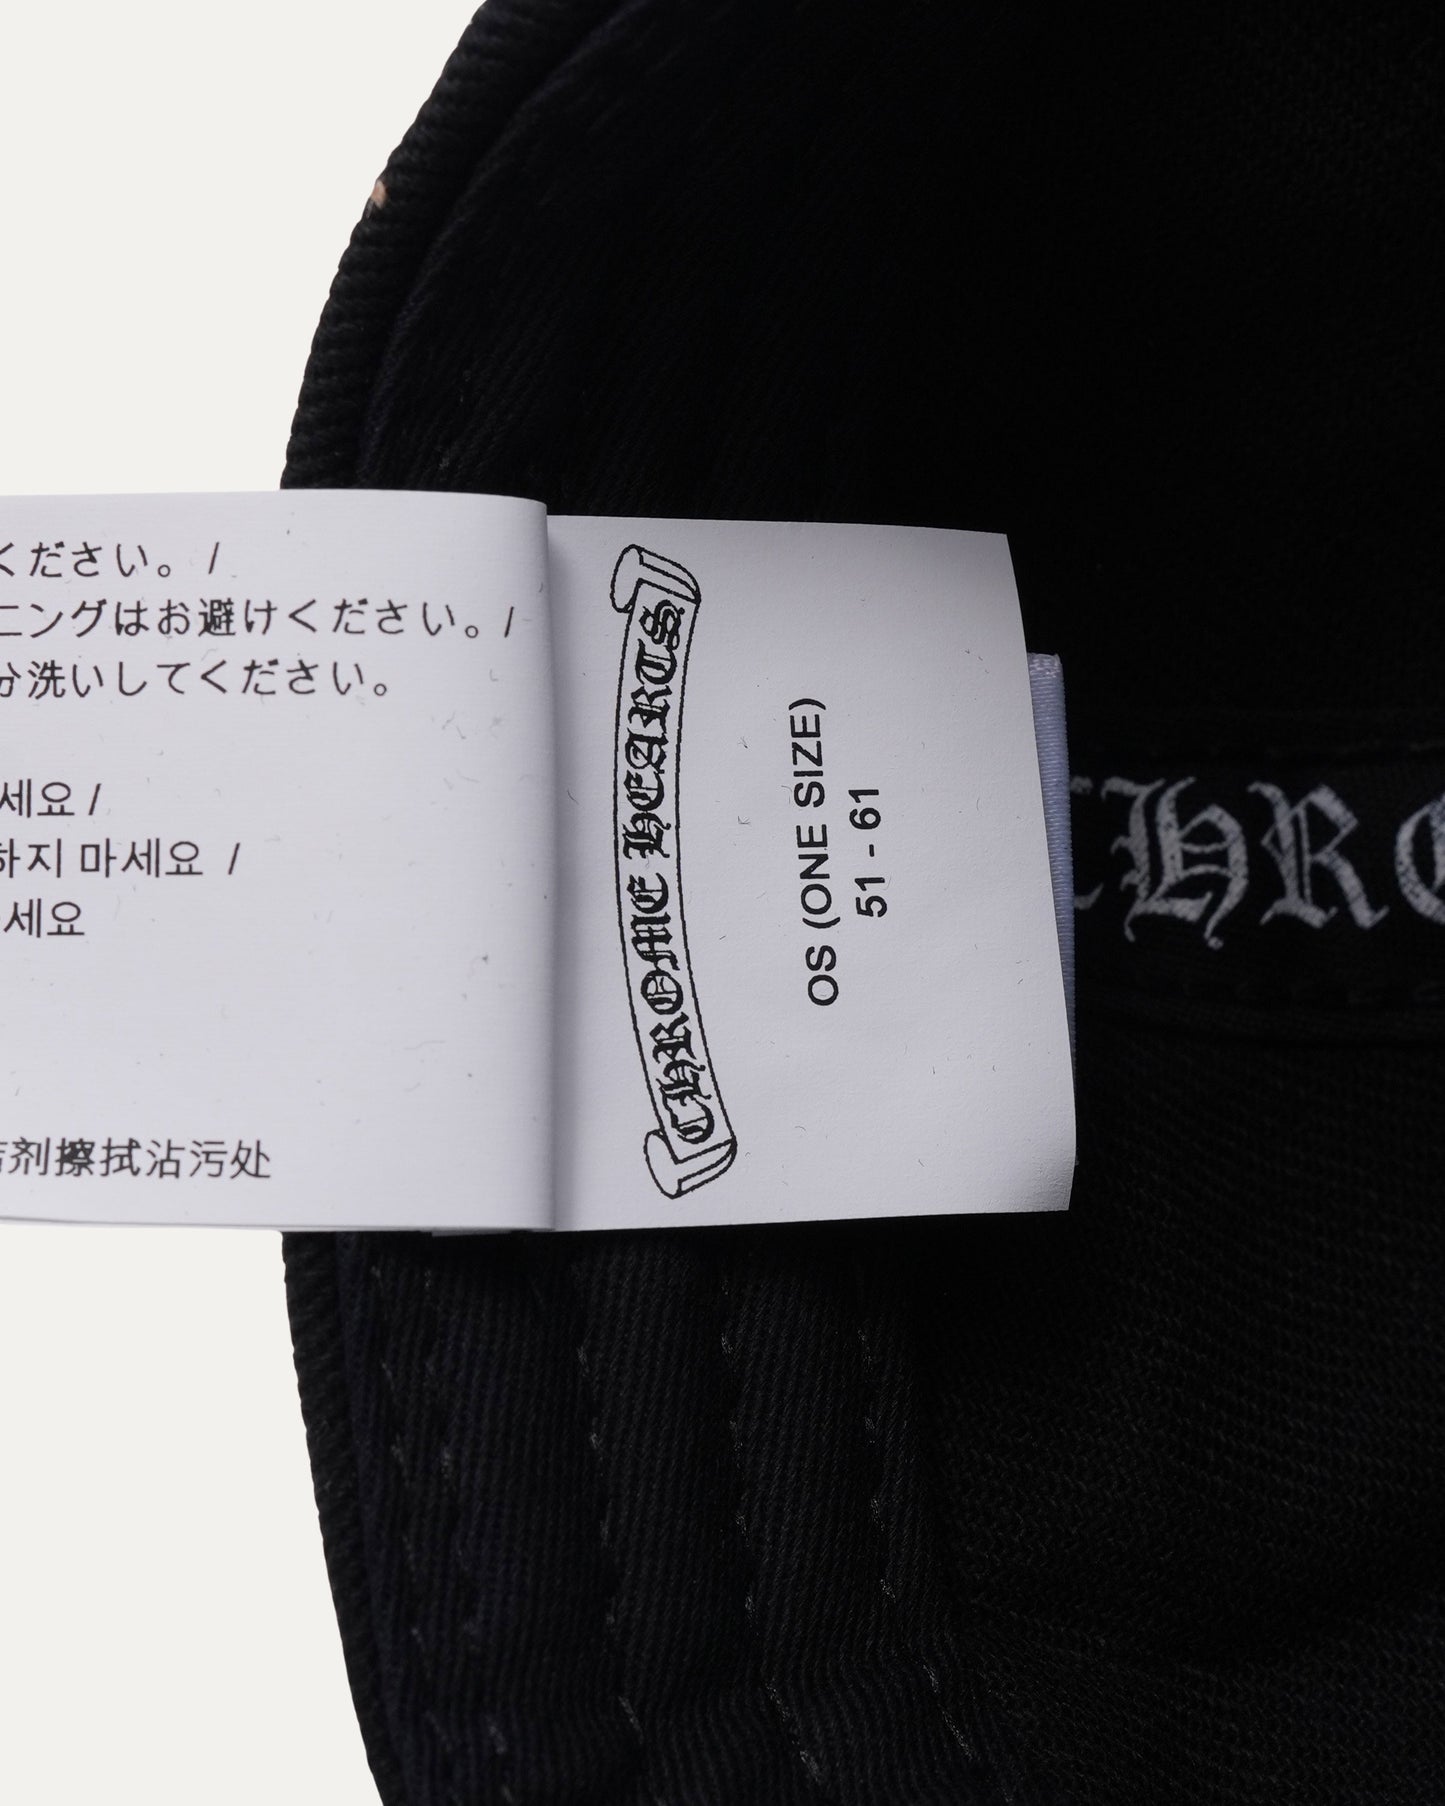 ください。/
ニングはお避けください。/
分洗いしてください。
세요 /
하지 마세요 /
세요
剂擦拭沾污处
CHROME HEARTS
OS (ONE SIZE)
51 - 61
CHRO